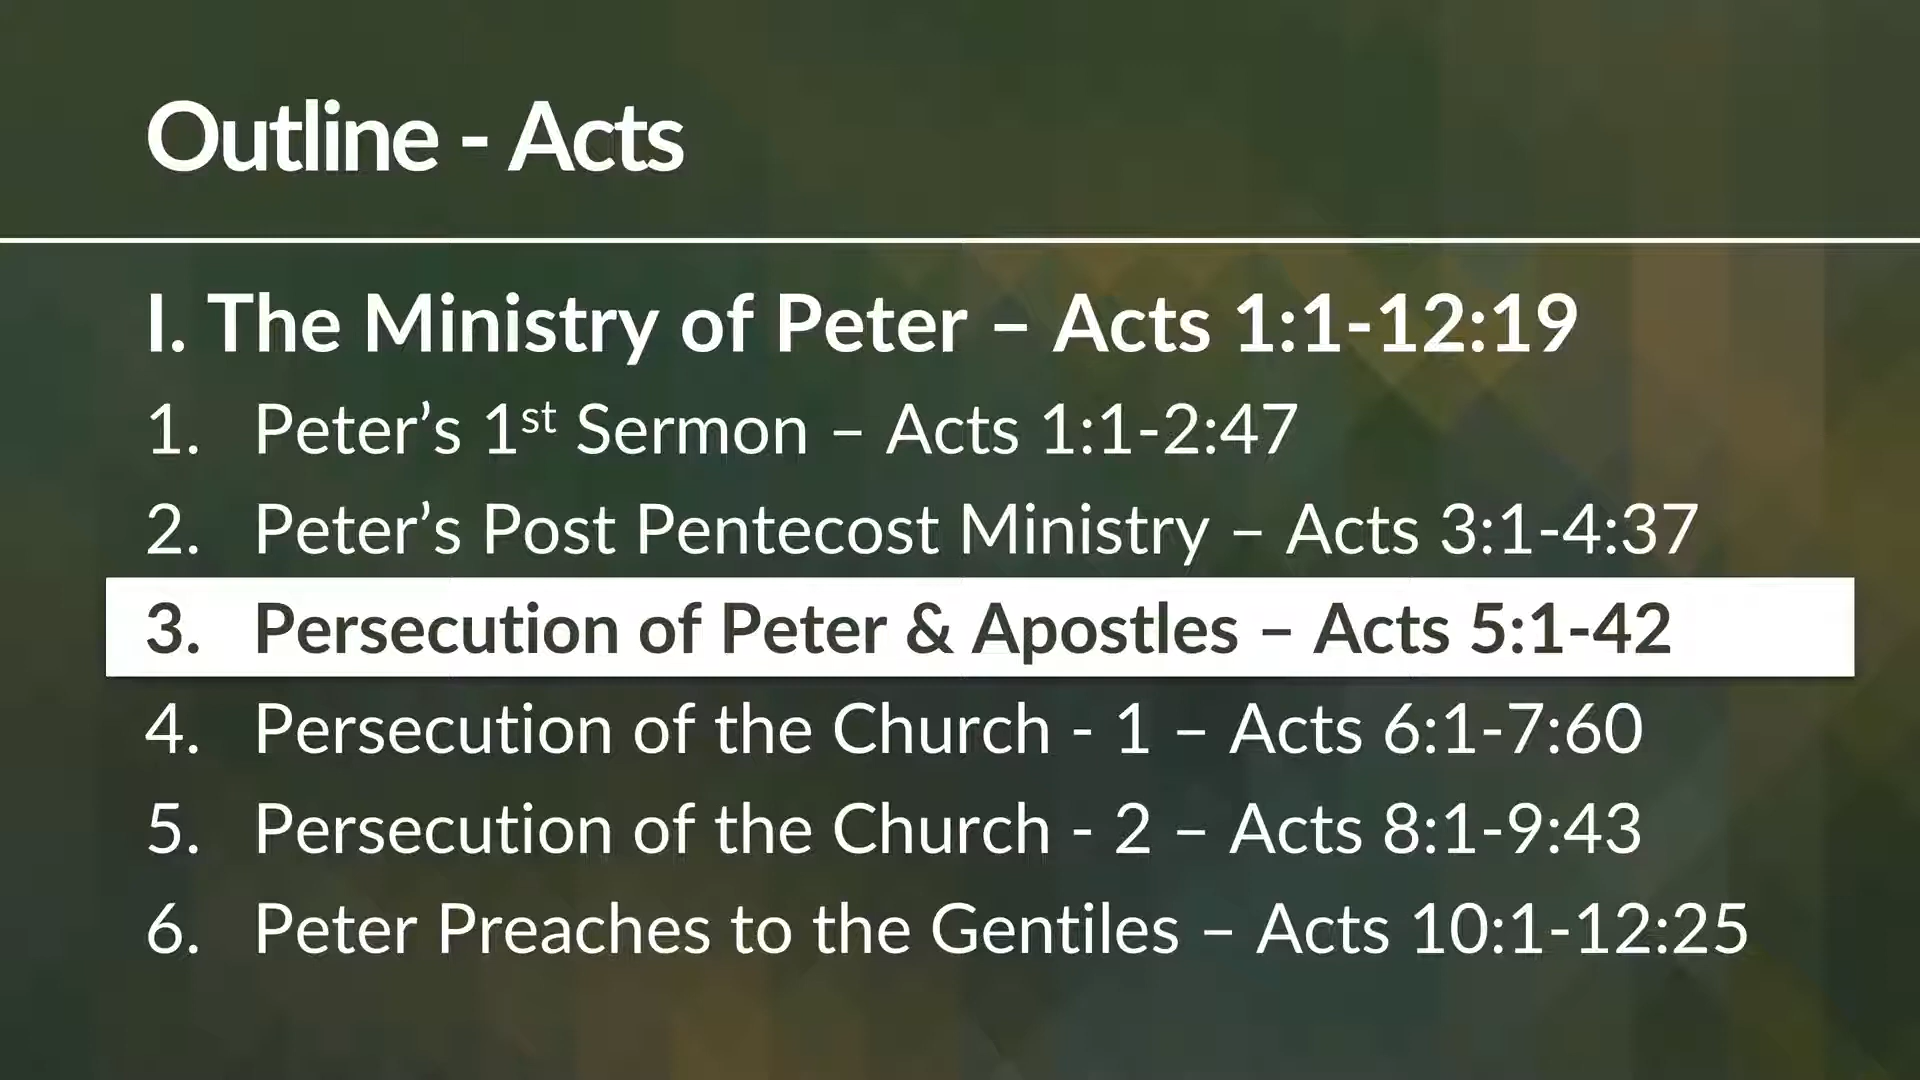 Outline - Acts
I. The Ministry of Peter – Acts 1:1-12:19
1. Peter’s 1st Sermon – Acts 1:1-2:47
2. Peter’s Post Pentecost Ministry – Acts 3:1-4:37
3. Persecution of Peter & Apostles – Acts 5:1-42
4. Persecution of the Church - 1 – Acts 6:1-7:60
5. Persecution of the Church - 2 – Acts 8:1-9:43
6. Peter Preaches to the Gentiles – Acts 10:1-12:25